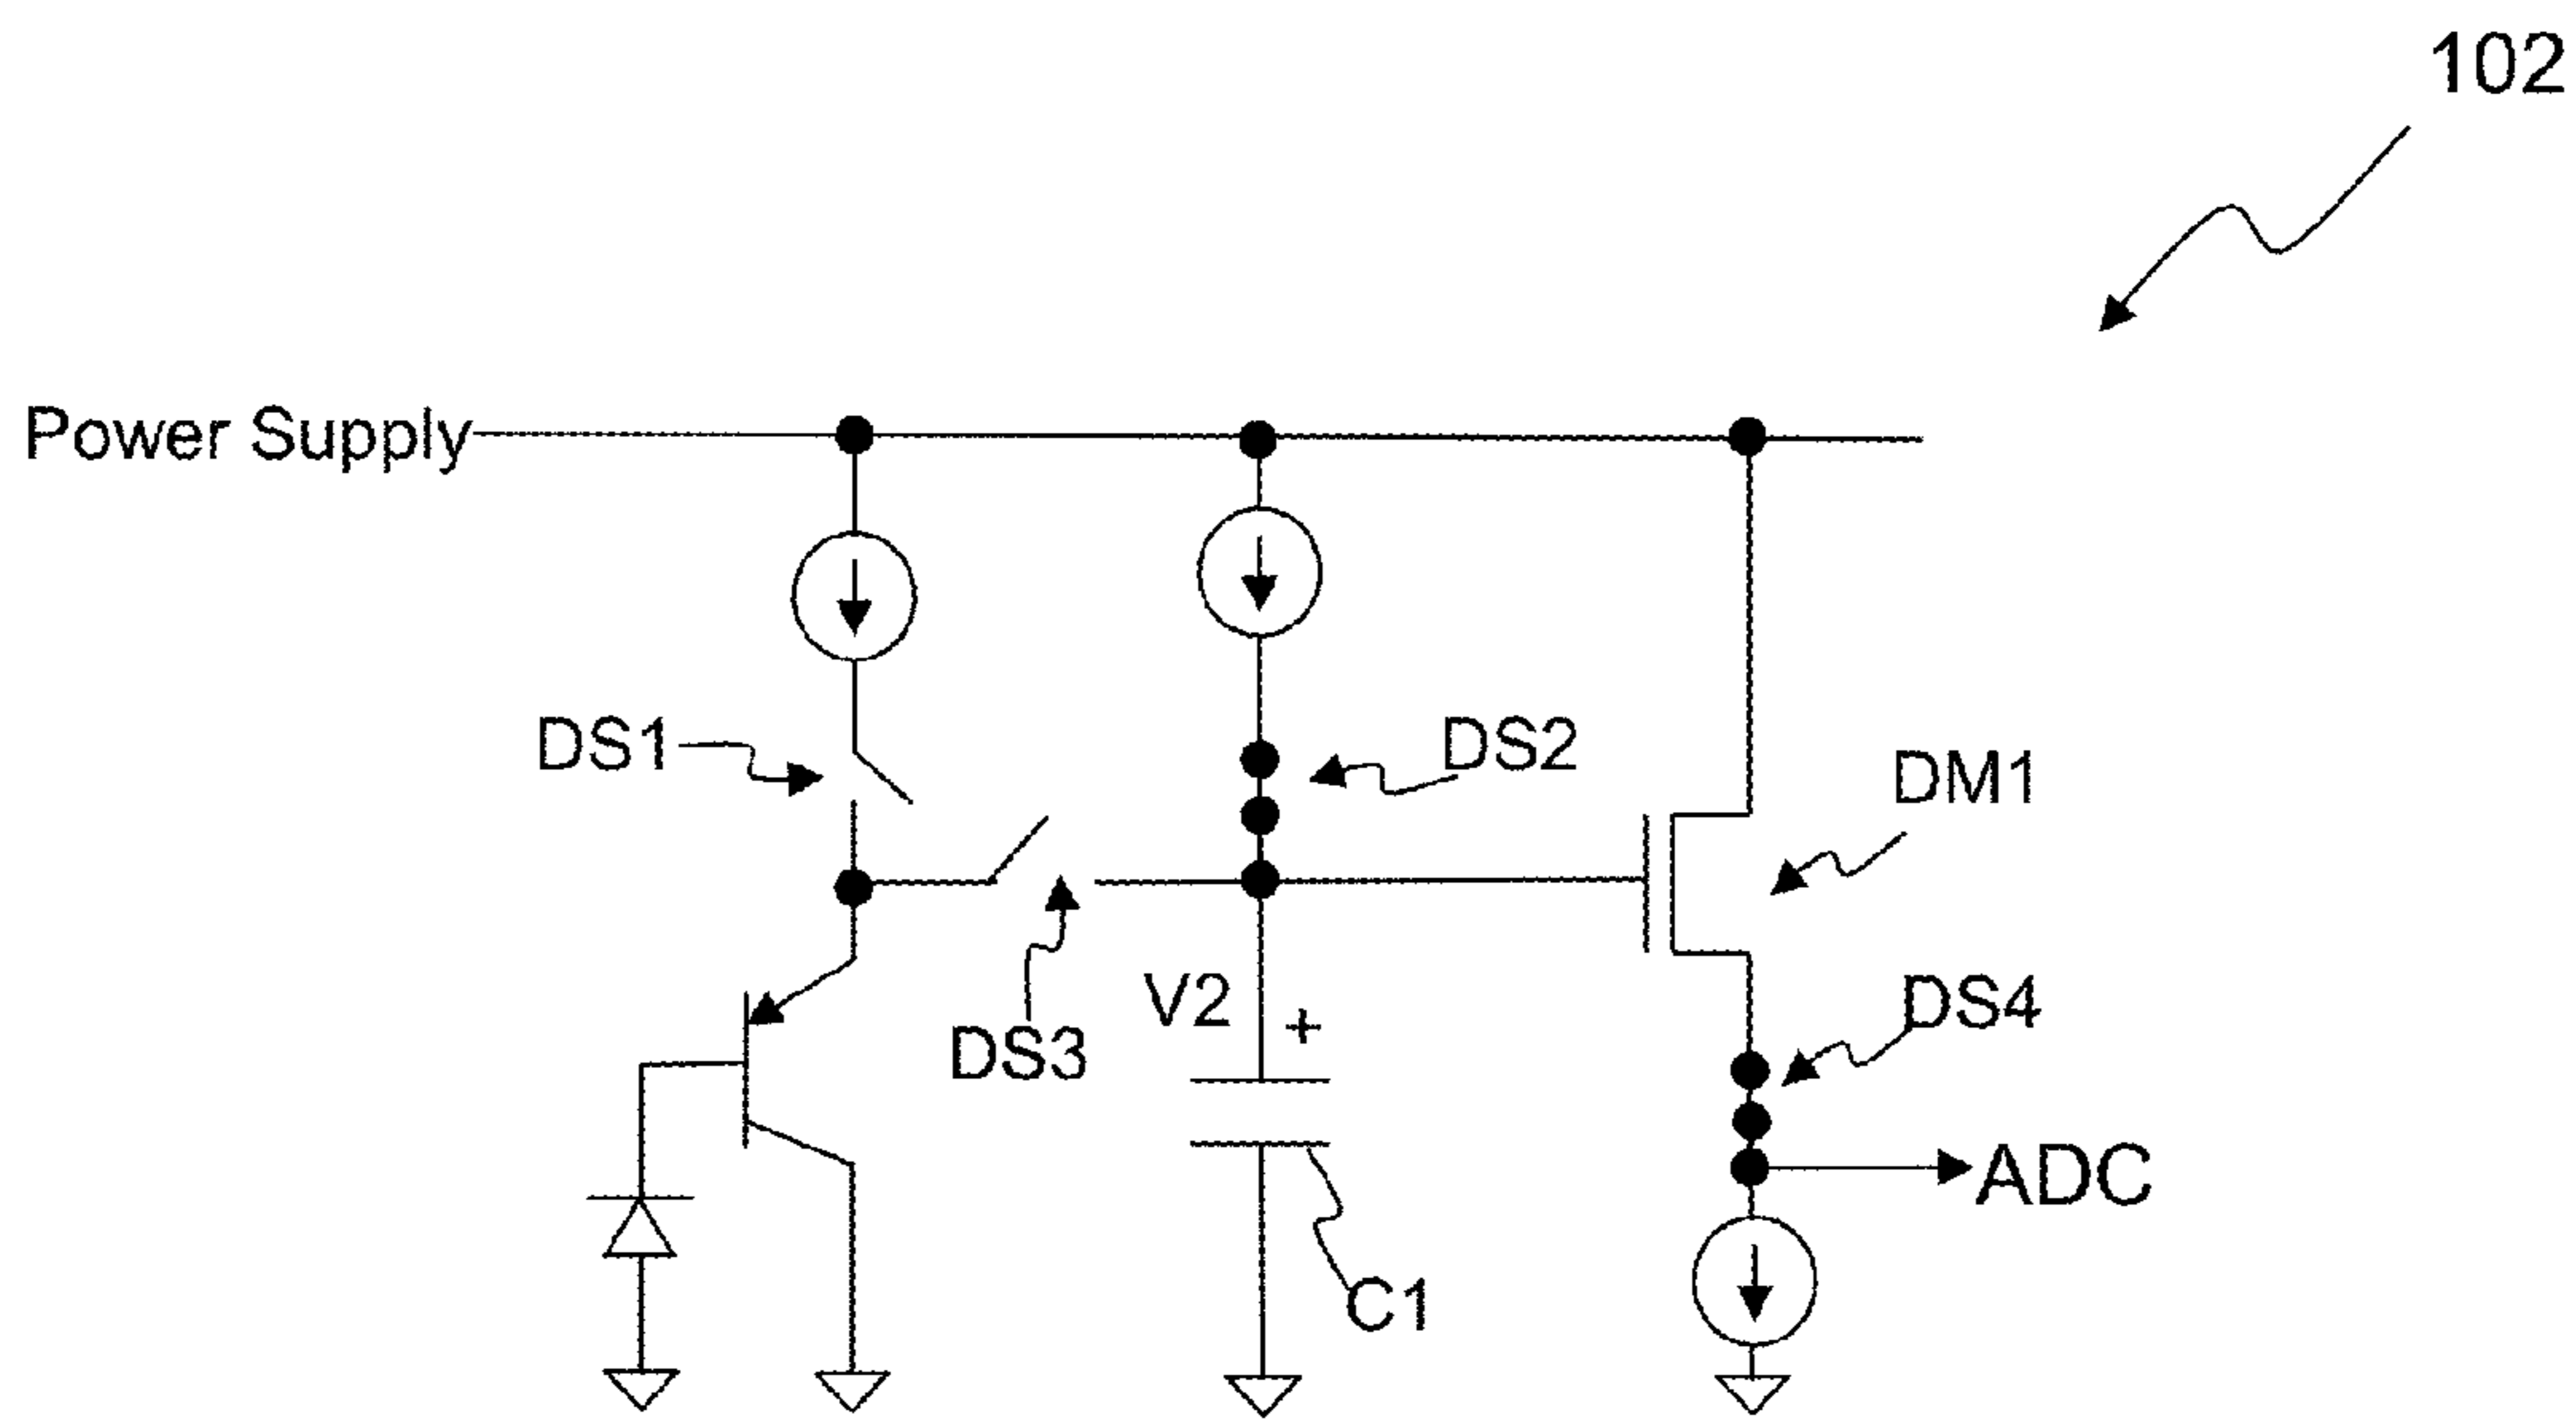 102
Power Supply
DS1
DS2
DM1
V2
+
DS3
DS4
ADC
C1